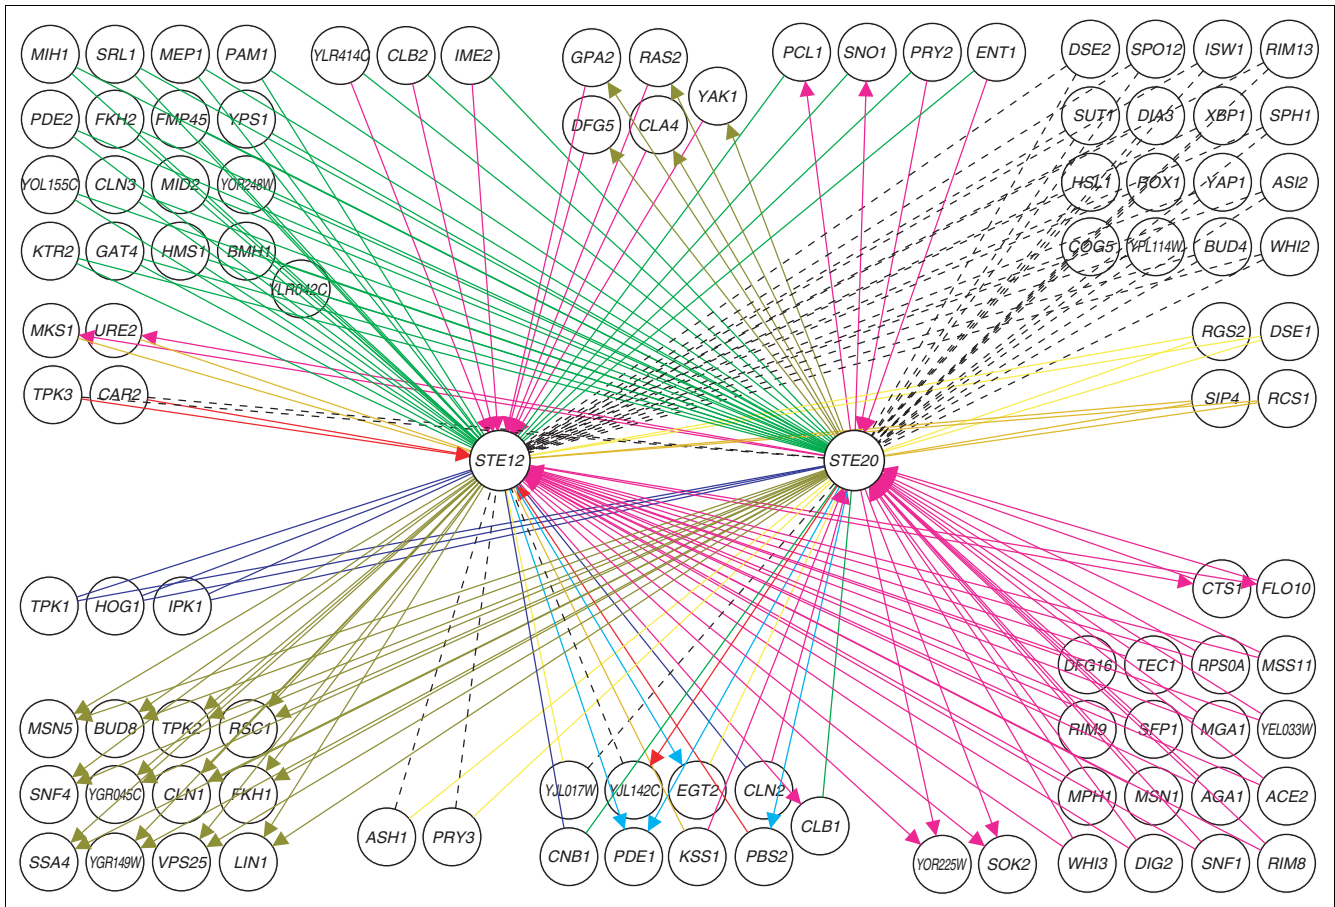 MIH1 SRL1 MEP1 PAM1 YLR414C CLB2 IME2 GPA2 RAS2 PCL1 SNO1 PRY2 ENT1 DSE2 SPO12 ISW1 RIM13
YAK1
PDE2 FKH2 FMP45 YPS1 DFG5 CLA4 SUT1 DIA3 XBP1 SPH1
YOL155C CLN3 MID2 YOR248W HSL1 ROX1 YAP1 ASI2
KTR2 GAT4 HMS1 BMH1 COG5 YPL114W BUD4 WHI2
YLR042C
MKS1 URE2 RGS2 DSE1
TPK3 CAR2 SIP4 RCS1
STE12 STE20
TPK1 HOG1 IPK1 CTS1 FLO10
DFG16 TEC1 RPS0A MSS11
MSN5 BUD8 TPK2 RSC1 RIM9 SFP1 MGA1 YEL033W
SNF4 YGR045C CLN1 FKH1 YJL017W YJL142C EGT2 CLN2 MPH1 MSN1 AGA1 ACE2
ASH1 PRY3 CLB1
SSA4 YGR149W VPS25 LIN1 CNB1 PDE1 KSS1 PBS2 YOR225W SOK2 WHI3 DIG2 SNF1 RIM8